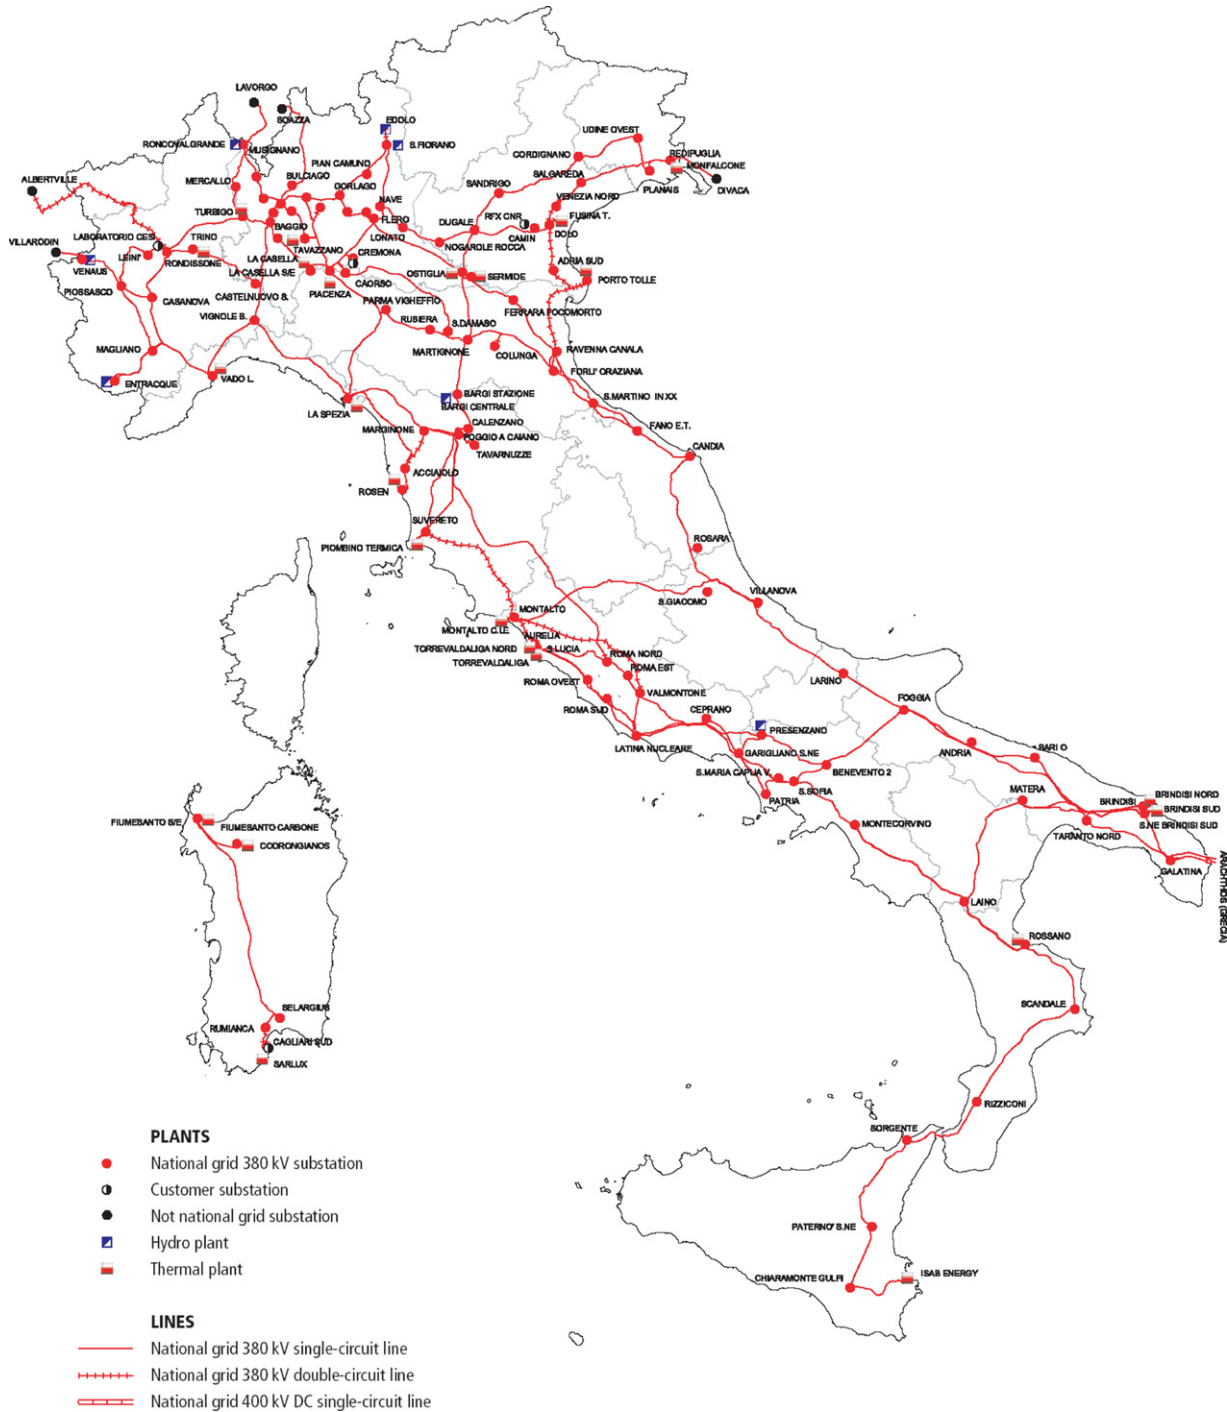 LAVORGO
SOAZZA
EDOLO
RONCOVALGRANDE
MUSIGNANO
S.FIORANO
UDINE OVEST
PIAN CAMUNO
CORDIGNANO
REDIPUGLIA
MONFALCONE
ALBERTVILLE
MERCALLO
BULCIAGO
GORLAGO
SANDRIGO
SALGAREDA
PLANAIS
DIVACA
NAVE
VENEZIA NORD
TURBIGO
BAGGIO
FLERO
DUGALE
RFX CNR
FUSINA T.
LABORATORIO CESI
TRINO
LONATO
CAMIN
DOLO
VILLARODIN
LEINI'
RONDISSONE
LA CASELLA
TAVAZZANO
CREMONA
NOGAROLE ROCCA
ADRIA SUD
VENAUS
LA CASELLA S/E
OSTIGLIA
SERMIDE
PORTO TOLLE
PIOSSASCO
CASANOVA
CASTELNUOVO S.
PIACENZA
CAORSO
PARMA VIGHEFFIO
FERRARA FOCOMORTO
VIGNOLE B.
RUBIERA
S.DAMASO
MAGLIANO
MARTIGNONE
COLUNGA
RAVENNA CANALA
ENTRACQUE
VADO L.
FORLI' ORAZIANA
BARGI STAZIONE
BARGI CENTRALE
S.MARTINO IN XX
LA SPEZIA
CALENZANO
MARGINONE
POGGIO A CAIANO
FANO E.T.
TAVARNUZZE
CANDIA
ACCIAIOLO
ROSEN
SUVERETO
PIOMBINO TERMICA
ROSARA
S.GIACOMO
VILLANOVA
MONTALTO
MONTALTO C.LE
AURELIA
TORREVALDALIGA NORD
S.LUCIA
TORREVALDALIGA
ROMA NORD
ROMA EST
ROMA OVEST
VALMONTONE
LARINO
ROMA SUD
CEPRANO
FOGGIA
PRESENZANO
LATINA NUCLEARE
GARIGLIANO S.NE
ANDRIA
BARI O
S.MARIA CAPUA V.
BENEVENTO 2
S.SOFIA
PATRIA
MATERA
BRINDISI
BRINDISI NORD
BRINDISI SUD
S.NE BRINDISI SUD
MONTECORVINO
TARANTO NORD
GALATINA
ARACHTHOS (GRECIA)
FIUMESANTO S/E
FIUMESANTO CARBONE
CODRONGIANOS
LAINO
ROSSANO
SCANDALE
SELARGIUS
RUMIANCA
CAGLIARI SUD
SARLUX
RIZZICONI
SORGENTE
PATERNO' S.NE
CHIARAMONTE GULFI
ISAB ENERGY
PLANTS
National grid 380 kV substation
Customer substation
Not national grid substation
Hydro plant
Thermal plant
LINES
National grid 380 kV single-circuit line
National grid 380 kV double-circuit line
National grid 400 kV DC single-circuit line